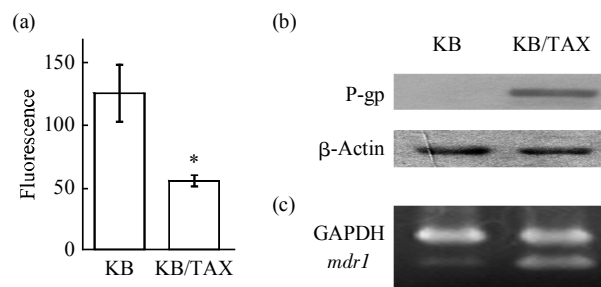 (a)
Fluorescence
150
100
50
0
*
KB KB/TAX
(b)
KB KB/TAX
P-gp
β-Actin
(c)
GAPDH
mdr1